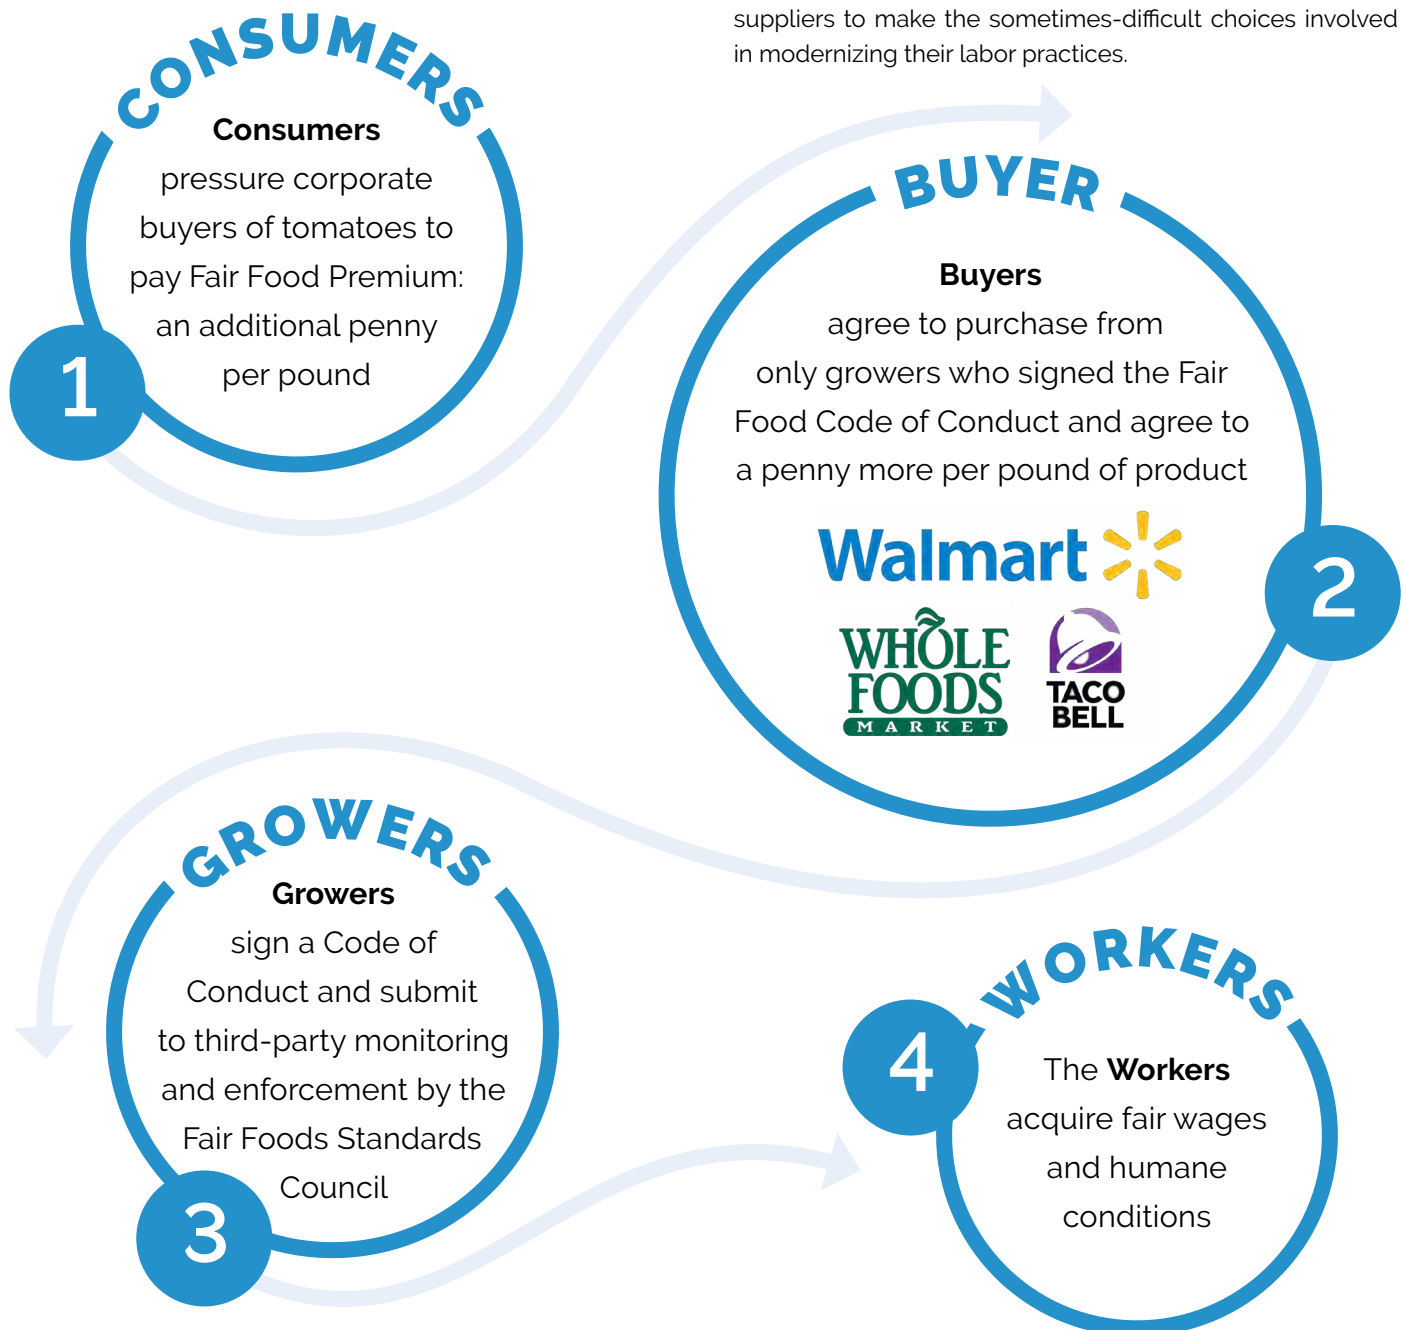 suppliers to make the sometimes-difficult choices involved
in modernizing their labor practices.
CONSUMERS
Consumers
pressure corporate
buyers of tomatoes to
pay Fair Food Premium:
an additional penny
per pound
1
BUYER
Buyers
agree to purchase from
only growers who signed the Fair
Food Code of Conduct and agree to
a penny more per pound of product
Walmart
WHOLE
FOODS
MARKET
TACO
BELL
2
GROWERS
Growers
sign a Code of
Conduct and submit
to third-party monitoring
and enforcement by the
Fair Foods Standards
Council
3
WORKERS
4
The Workers
acquire fair wages
and humane
conditions